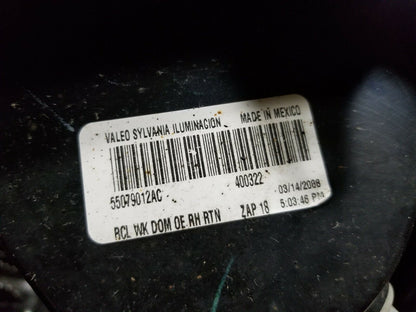 VALEO SYLVANIA ILUMINACION MADE IN MEXICO
55079012AC 400322 03/14/2008
RCL WK DOM OE RH RTN ZAP 18 5:03:46 PM